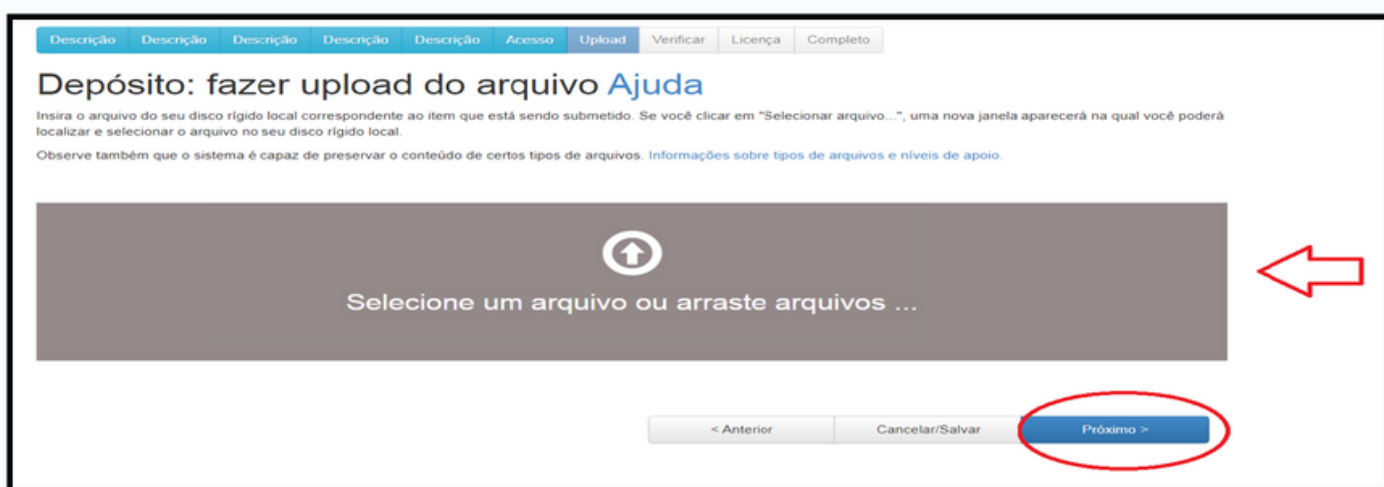 Descrição Descrição Descrição Descrição Descrição Acesso Upload Verificar Licença Completo
Depósito: fazer upload do arquivo Ajuda
Insira o arquivo do seu disco rígido local correspondente ao item que está sendo submetido. Se você clicar em "Selecionar arquivo...", uma nova janela aparecerá na qual você poderá
localizar e selecionar o arquivo no seu disco rígido local.
Observe também que o sistema é capaz de preservar o conteúdo de certos tipos de arquivos. Informações sobre tipos de arquivos e níveis de apoio.
Selecione um arquivo ou arraste arquivos ...
< Anterior Cancelar/Salvar Próximo >